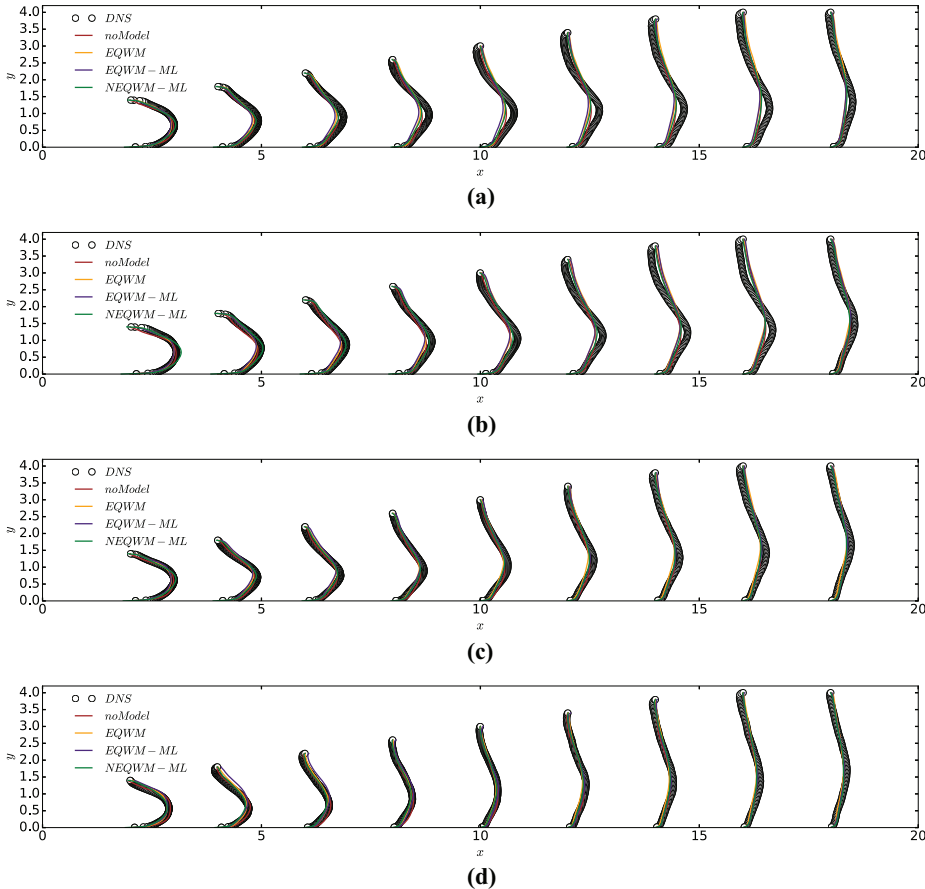 4.0
3.5
3.0
2.5
2.0
1.5
1.0
0.5
0.0
y
DNS
noModel
EQWM
EQWM − ML
NEQWM − ML
0 5 10 15 20
x
(a)
4.0
3.5
3.0
2.5
2.0
1.5
1.0
0.5
0.0
y
DNS
noModel
EQWM
EQWM − ML
NEQWM − ML
0 5 10 15 20
x
(b)
4.0
3.5
3.0
2.5
2.0
1.5
1.0
0.5
0.0
y
DNS
noModel
EQWM
EQWM − ML
NEQWM − ML
0 5 10 15 20
x
(c)
4.0
3.5
3.0
2.5
2.0
1.5
1.0
0.5
0.0
y
DNS
noModel
EQWM
EQWM − ML
NEQWM − ML
0 5 10 15 20
x
(d)